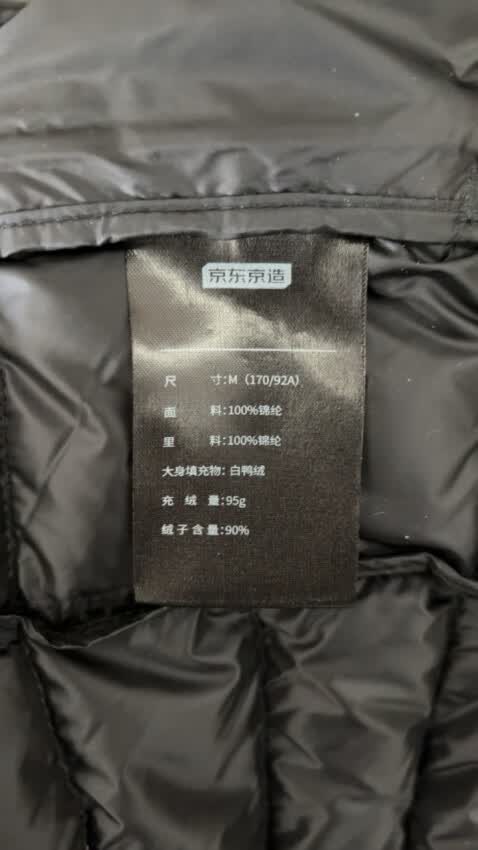 京东京造
尺 寸:M（170/92A）
面 料:100%锦纶
里 料:100%锦纶
大身填充物:白鸭绒
充 绒 量:95g
绒子含量:90%